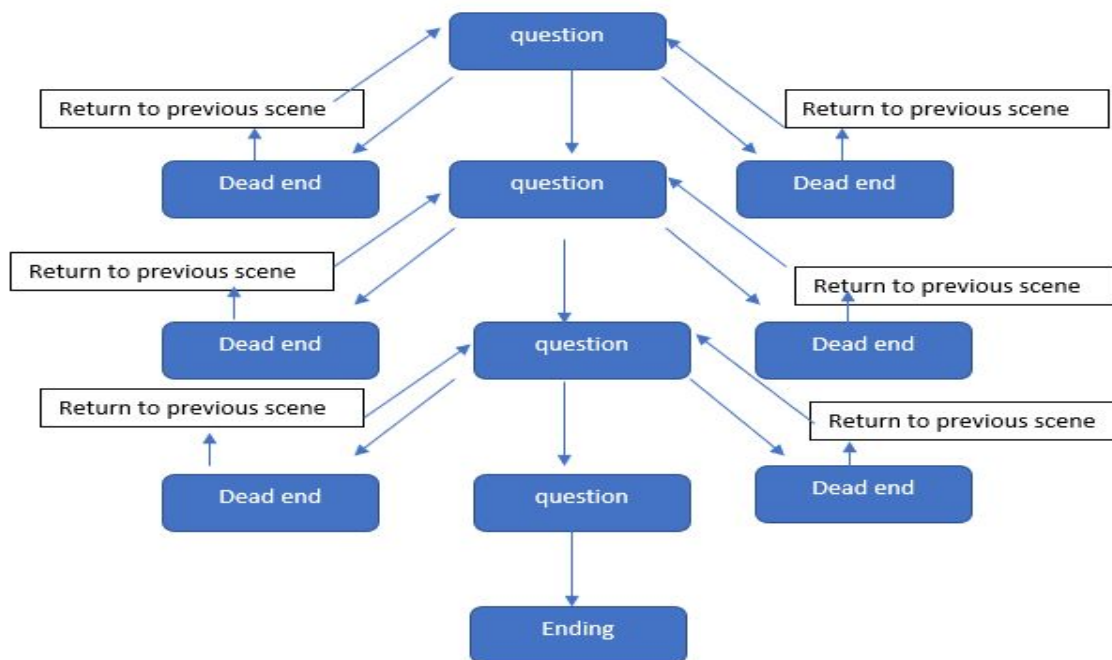 question
Return to previous scene
Return to previous scene
Dead end
question
Dead end
Return to previous scene
Return to previous scene
Dead end
question
Dead end
Return to previous scene
Return to previous scene
Dead end
question
Dead end
Ending